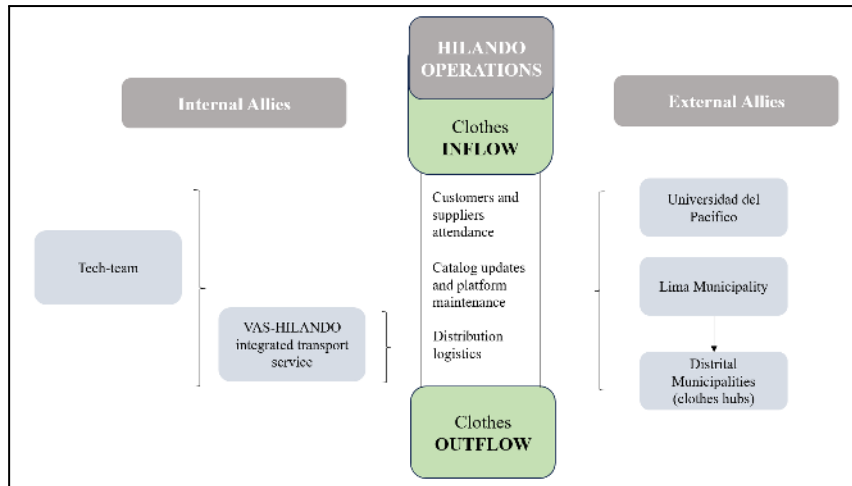 HILANDO
OPERATIONS
Internal Allies
External Allies
Clothes
INFLOW
Customers and
suppliers
attendance
Catalog updates
and platform
maintenance
Distribution
logistics
Clothes
OUTFLOW
Tech-team
VAS-HILANDO
integrated transport
service
Universidad del
Pacifico
Lima Municipality
Distrital
Municipalities
(clothes hubs)